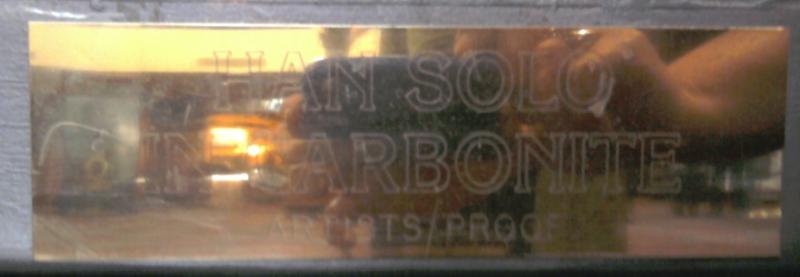 HAN SOLO
IN CARBONITE
ARTISTS PROOF